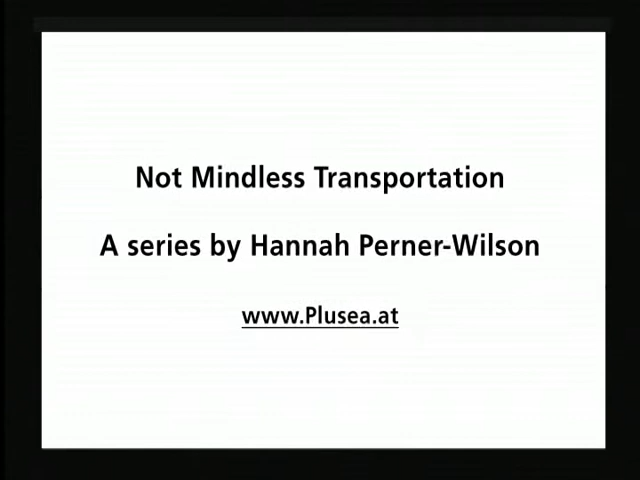 Not Mindless Transportation
A series by Hannah Perner-Wilson
www.Plusea.at